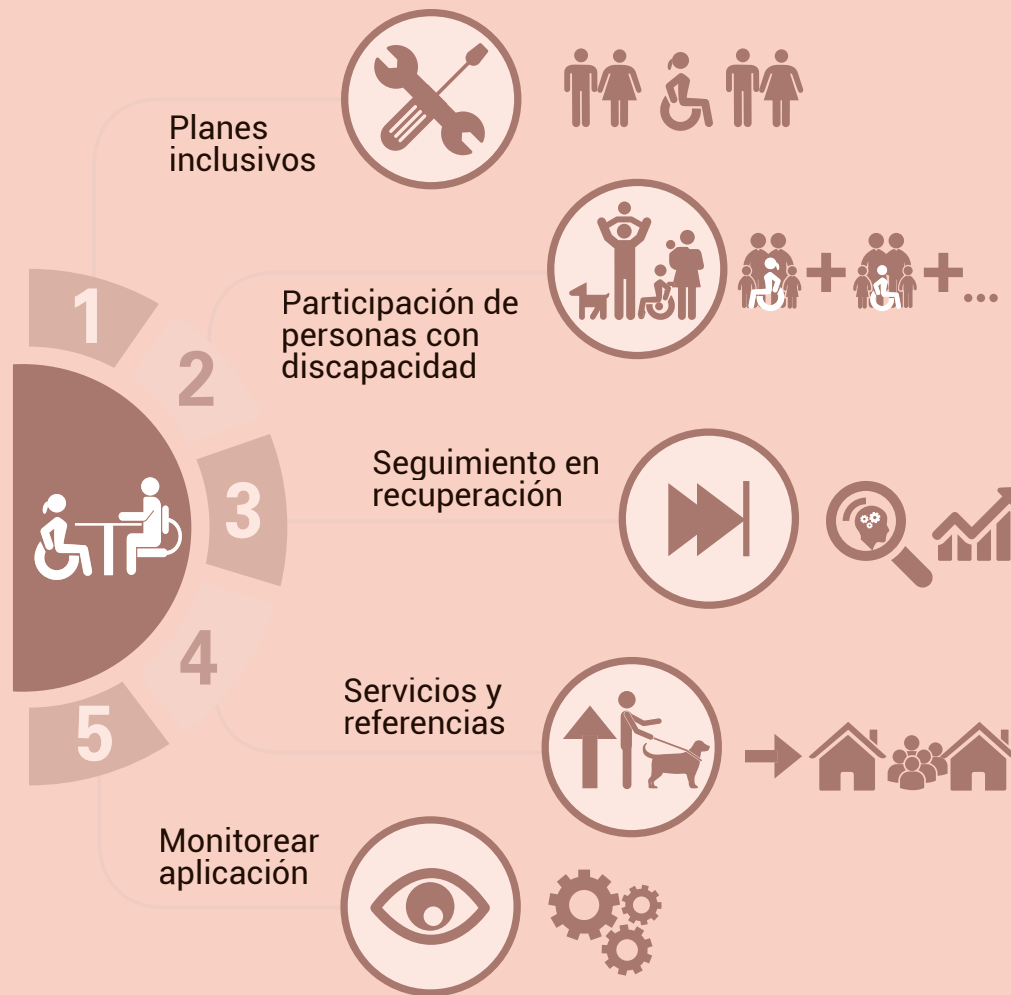 1
Planes
inclusivos
2
Participación de
personas con
discapacidad
3
Seguimiento en
recuperación
4
Servicios y
referencias
5
Monitorear
aplicación